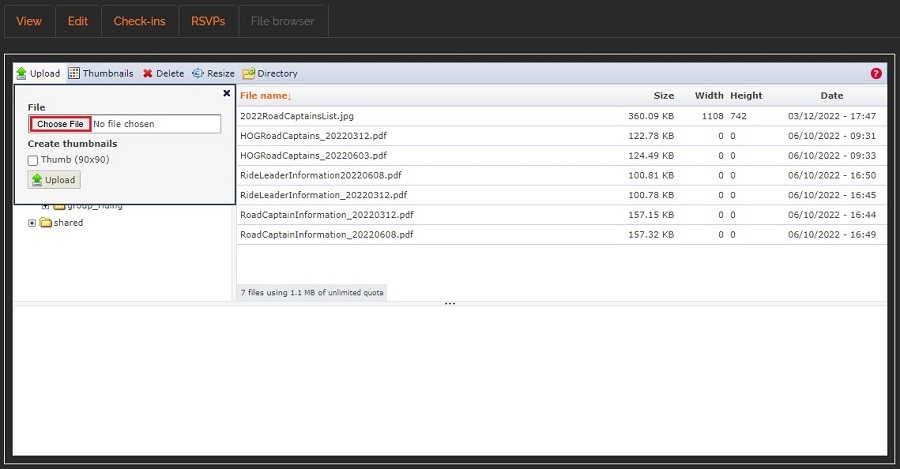 View Edit Check-ins RSVPs File browser
Upload Thumbnails Delete Resize Directory ?
File
Choose File No file chosen
Create thumbnails
Thumb (90x90)
Upload
group_riding
shared
File name↓ Size Width Height Date
2022RoadCaptainsList.jpg 360.09 KB 1108 742 03/12/2022 - 17:47
HOGRoadCaptains_20220312.pdf 122.78 KB 0 0 06/10/2022 - 09:31
HOGRoadCaptains_20220603.pdf 124.49 KB 0 0 06/10/2022 - 09:33
RideLeaderInformation20220608.pdf 100.81 KB 0 0 06/10/2022 - 16:50
RideLeaderInformation_20220312.pdf 100.78 KB 0 0 06/10/2022 - 16:45
RoadCaptainInformation_20220312.pdf 157.15 KB 0 0 06/10/2022 - 16:44
RoadCaptainInformation_20220608.pdf 157.32 KB 0 0 06/10/2022 - 16:49
7 files using 1.1 MB of unlimited quota